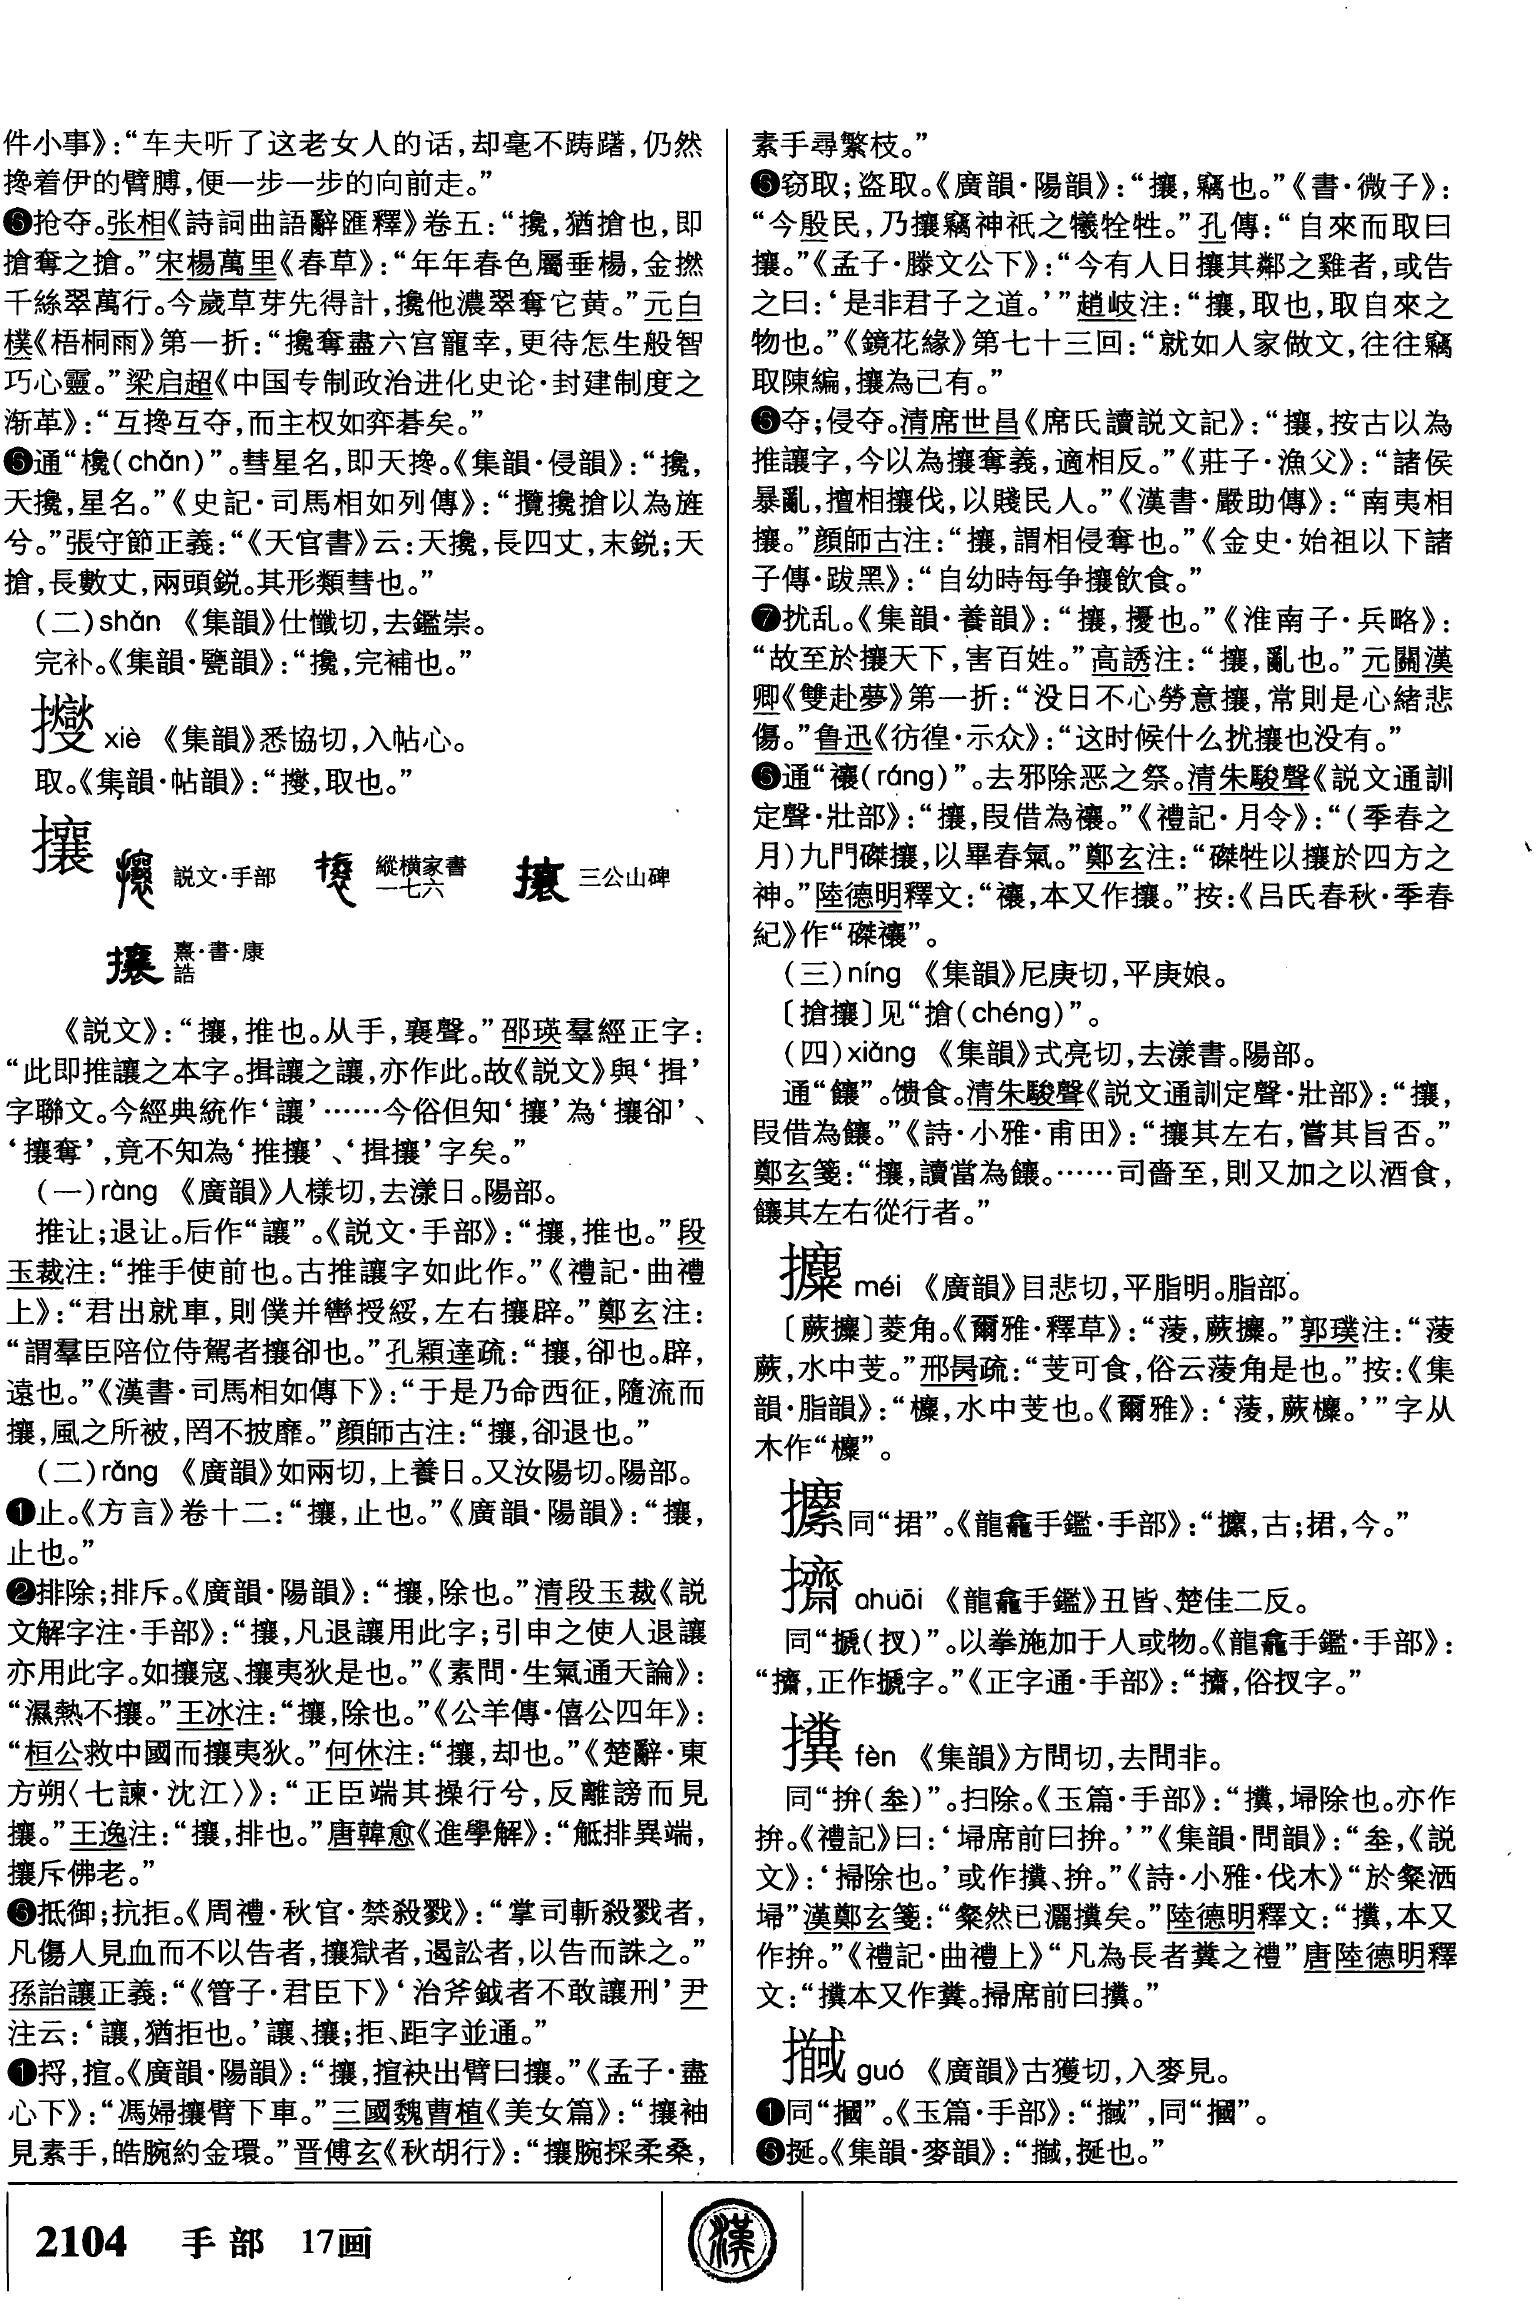 件小事》：“车夫听了这老女人的话，却毫不踌躇，仍然
搀着伊的臂膊，便一步一步的向前走。”
❻抢夺。张相《詩詞曲語辭匯釋》卷五：“攙，猶搶也，即
搶奪之搶。”宋楊萬里《春草》：“年年春色屬垂楊，金撚
千絲翠萬行。今歲草芽先得計，攙他濃翠奪它黄。”元白
樸《梧桐雨》第一折：“攙奪盡六宫寵幸，更待怎生般智
巧心靈。”梁启超《中国专制政治进化史论·封建制度之
渐革》：“互搀互夺，而主权如弈碁矣。”
❺通“欃(chǎn)”。彗星名，即天搀。《集韻·侵韻》：“攙，
天攙，星名。”《史記·司馬相如列傳》：“攬攙搶以為旌
兮。”張守節正義：“《天官書》云：天攙，長四丈，末鋭；天
搶，長數丈，兩頭鋭。其形類彗也。”
（二）shǎn 《集韻》仕懺切，去鑑崇。
完补。《集韻·甖韻》：“攙，完補也。”
㩦xiè 《集韻》悉協切，入帖心。
取。《集韻·帖韻》：“，取也。”
攘
説文·手部 縱横家書一七六 三公山碑
熹·書·康誥
《説文》：“攘，推也。从手，襄聲。”邵瑛羣經正字：
“此即推讓之本字。揖讓之讓，亦作此。故《説文》與‘揖’
字聯文。今經典統作‘讓’……今俗但知‘攘’為‘攘卻’、
‘攘奪’，竟不知為‘推攘’、‘揖攘’字矣。”
（一）ràng 《廣韻》人樣切，去漾日。陽部。
推让；退让。后作“讓”。《説文·手部》：“攘，推也。”段
玉裁注：“推手使前也。古推讓字如此作。”《禮記·曲禮
上》：“君出就車，則僕并轡授綏，左右攘辟。”鄭玄注：
“謂羣臣陪位侍駕者攘卻也。”孔穎達疏：“攘，卻也。辟，
遠也。”《漢書·司馬相如傳下》：“于是乃命西征，隨流而
攘，風之所被，罔不披靡。”顔師古注：“攘，卻退也。”
（二）rǎng 《廣韻》如兩切，上養日。又汝陽切。陽部。
❶止。《方言》卷十二：“攘，止也。”《廣韻·陽韻》：“攘，
止也。”
❷排除；排斥。《廣韻·陽韻》：“攘，除也。”清段玉裁《説
文解字注·手部》：“攘，凡退讓用此字；引申之使人退讓
亦用此字。如攘寇、攘夷狄是也。”《素問·生氣通天論》：
“濕熱不攘。”王冰注：“攘，除也。”《公羊傳·僖公四年》：
“桓公救中國而攘夷狄。”何休注：“攘，却也。”《楚辭·東
方朔〈七諫·沈江〉》：“正臣端其操行兮，反離謗而見
攘。”王逸注：“攘，排也。”唐韓愈《進學解》：“觝排異端，
攘斥佛老。”
❻抵御；抗拒。《周禮·秋官·禁殺戮》：“掌司斬殺戮者，
凡傷人見血而不以告者，攘獄者，遏訟者，以告而誅之。”
孫詒讓正義：“《管子·君臣下》‘治斧鉞者不敢讓刑’尹
注云：‘讓，猶拒也。’讓、攘；拒、距字並通。”
❶捋，揎。《廣韻·陽韻》：“攘，揎袂出臂曰攘。”《孟子·盡
心下》：“馮婦攘臂下車。”三國魏曹植《美女篇》：“攘袖
見素手，皓腕約金環。”晋傅玄《秋胡行》：“攘腕採柔桑，
素手尋繁枝。”
❻窃取；盗取。《廣韻·陽韻》：“攘，竊也。”《書·微子》：
“今殷民，乃攘竊神祇之犧牷牲。”孔傳：“自來而取曰
攘。”《孟子·滕文公下》：“今有人日攘其鄰之雞者，或告
之曰：‘是非君子之道。’”趙岐注：“攘，取也，取自來之
物也。”《鏡花緣》第七十三回：“就如人家做文，往往竊
取陳編，攘為己有。”
❻夺；侵夺。清席世昌《席氏讀説文記》：“攘，按古以為
推讓字，今以為攘奪義，適相反。”《莊子·漁父》：“諸侯
暴亂，擅相攘伐，以賤民人。”《漢書·嚴助傳》：“南夷相
攘。”顔師古注：“攘，謂相侵奪也。”《金史·始祖以下諸
子傳·跋黑》：“自幼時每争攘飲食。”
❼扰乱。《集韻·養韻》：“攘，擾也。”《淮南子·兵略》：
“故至於攘天下，害百姓。”高誘注：“攘，亂也。”元關漢
卿《雙赴夢》第一折：“没日不心勞意攘，常則是心緒悲
傷。”鲁迅《彷徨·示众》：“这时候什么扰攘也没有。”
❻通“禳(ráng)”。去邪除恶之祭。清朱駿聲《説文通訓
定聲·壯部》：“攘，叚借為禳。”《禮記·月令》：“（季春之
月）九門磔攘，以畢春氣。”鄭玄注：“磔牲以攘於四方之
神。”陸德明釋文：“禳，本又作攘。”按：《吕氏春秋·季春
紀》作“磔禳”。
（三）níng 《集韻》尼庚切，平庚娘。
〔搶攘〕见“搶(chéng)”。
（四）xiǎng 《集韻》式亮切，去漾書。陽部。
通“饟”。馈食。清朱駿聲《説文通訓定聲·壯部》：“攘，
叚借為饟。”《詩·小雅·甫田》：“攘其左右，嘗其旨否。”
鄭玄箋：“攘，讀當為饟。……司嗇至，則又加之以酒食，
饟其左右從行者。”
攗méi 《廣韻》目悲切，平脂明。脂部。
〔蕨攗〕菱角。《爾雅·釋草》：“蔆，蕨攗。”郭璞注：“蔆
蕨，水中芰。”邢昺疏：“芰可食，俗云蔆角是也。”按：《集
韻·脂韻》：“櫫，水中芰也。《爾雅》：‘蔆，蕨。’”字从
木作“”。
同“捃”。《龍龕手鑑·手部》：“，古；捃，今。”
ahuāi 《龍龕手鑑》丑皆、楚佳二反。
同“搋(扠)”。以拳施加于人或物。《龍龕手鑑·手部》：
“，正作搋字。”《正字通·手部》：“，俗扠字。”
fèn 《集韻》方問切，去問非。
同“拚(叁)”。扫除。《玉篇·手部》：“，埽除也。亦作
拚。《禮記》曰：‘埽席前曰拚。’”《集韻·問韻》：“，《説
文》：‘掃除也。’或作、拚。”《詩·小雅·伐木》“於粲洒
埽”漢鄭玄箋：“粲然已灑矣。”陸德明釋文：“，本又
作拚。”《禮記·曲禮上》“凡為長者糞之禮”唐陸德明釋
文：“本又作糞。掃席前曰。”
guó 《廣韻》古獲切，入麥見。
❶同“摑”。《玉篇·手部》：“”，同“摑”。
❻挻。《集韻·麥韻》：“，挻也。”
2104 手部 17画
漢